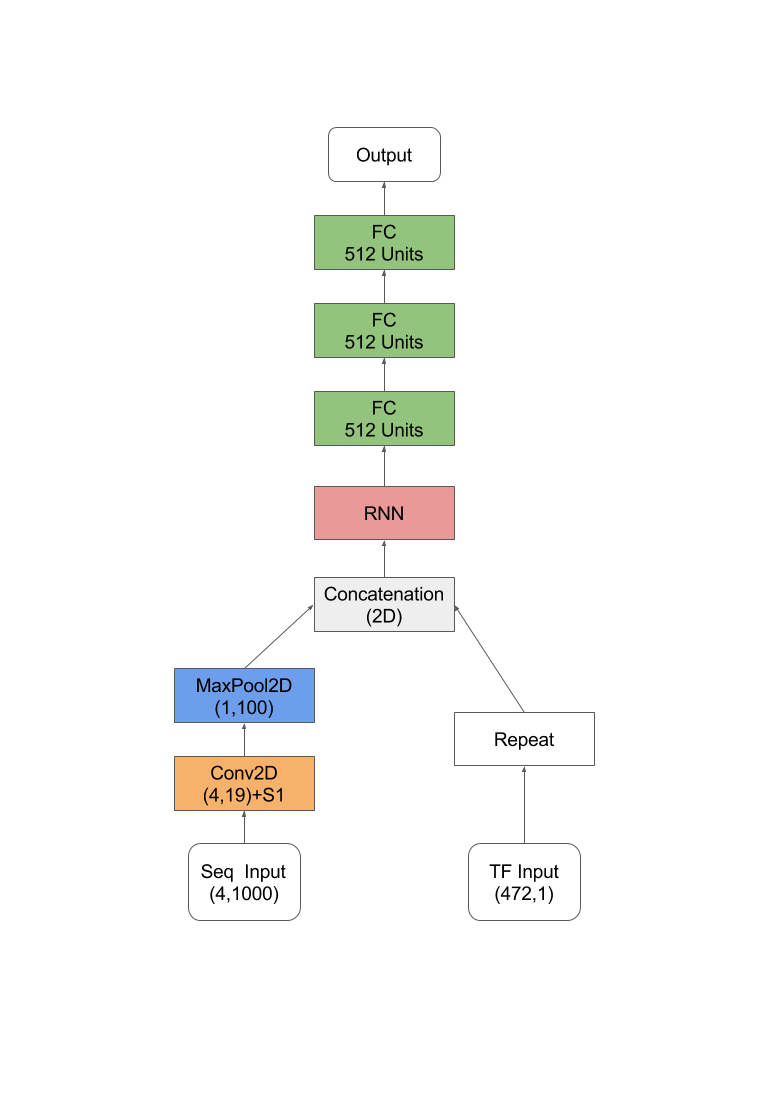 Output
FC
512 Units
FC
512 Units
FC
512 Units
RNN
Concatenation
(2D)
MaxPool2D
(1,100)
Repeat
Conv2D
(4,19)+S1
Seq  Input
(4,1000)
TF Input
(472,1)